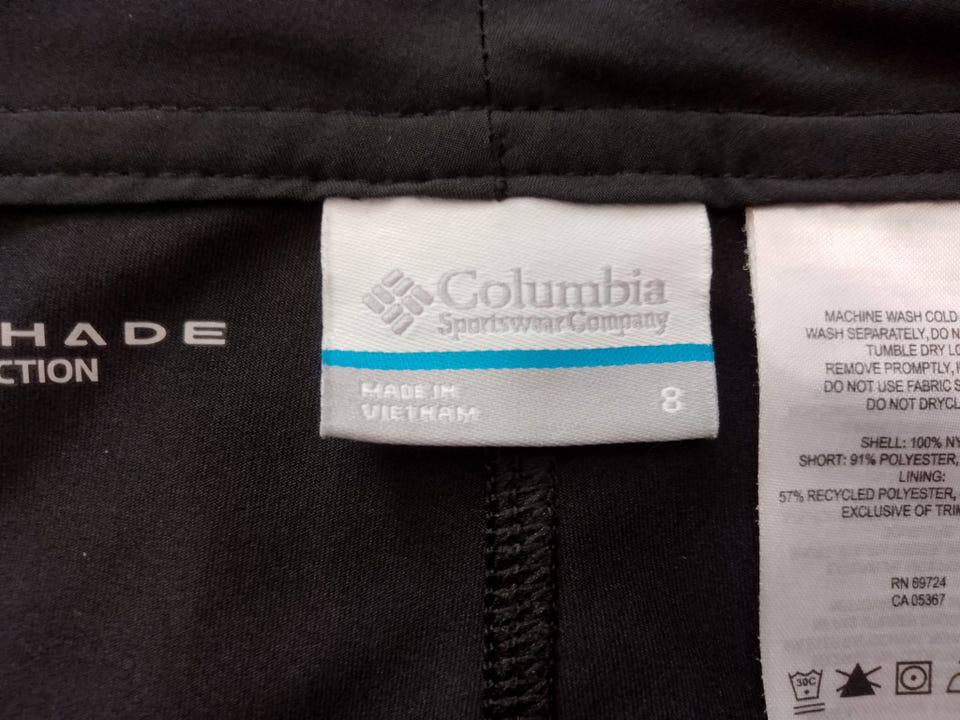 HADE
CTION
Columbia
Sportswear Company
MADE IN
VIETNAM
8
MACHINE WASH COLD
WASH SEPARATELY, DO N
TUMBLE DRY LO
REMOVE PROMPTLY,
DO NOT USE FABRIC S
DO NOT DRYCL
SHELL: 100% NY
SHORT: 91% POLYESTER,
LINING:
57% RECYCLED POLYESTER,
EXCLUSIVE OF TRI
RN 69724
CA 05367
30C